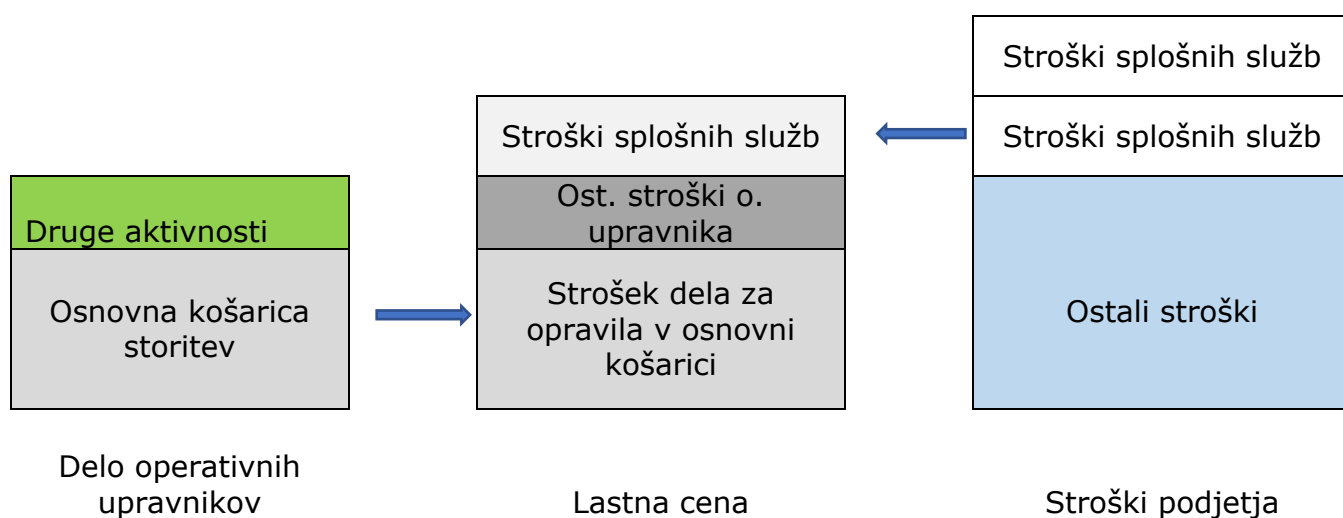 Stroški splošnih služb
Stroški splošnih služb
Stroški splošnih služb
Ost. stroški o.
upravnika
Druge aktivnosti
Osnovna košarica
storitev
Strošek dela za
opravila v osnovni
košarici
Ostali stroški
Delo operativnih
upravnikov
Lastna cena
Stroški podjetja